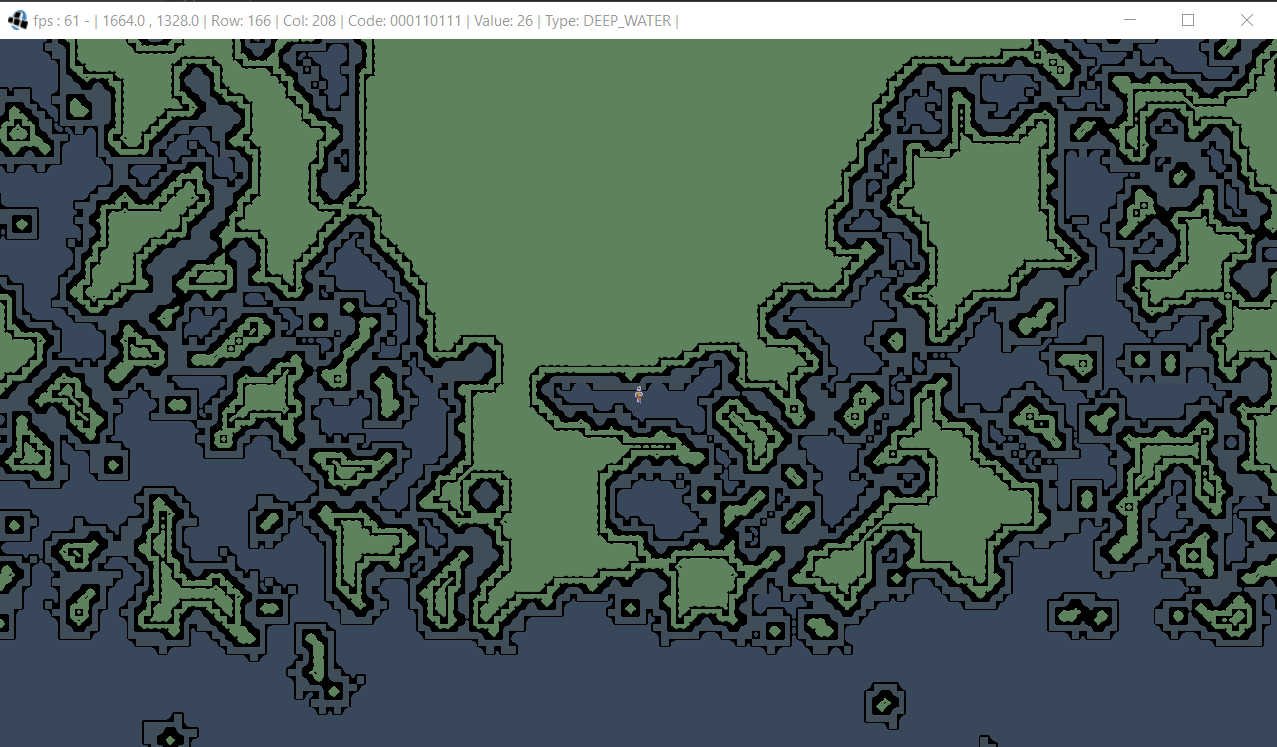 fps : 61 - | 1664.0 , 1328.0 | Row: 166 | Col: 208 | Code: 000110111 | Value: 26 | Type: DEEP_WATER |